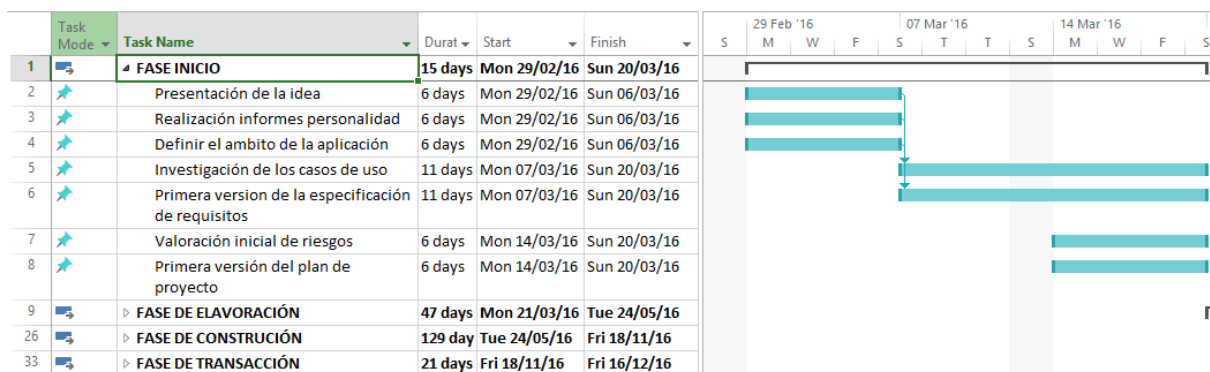 Task Mode Task Name Durat Start Finish
29 Feb '16 07 Mar '16 14 Mar '16
S M W F S T T S M W F S
1 FASE INICIO 15 days Mon 29/02/16 Sun 20/03/16
2 Presentación de la idea 6 days Mon 29/02/16 Sun 06/03/16
3 Realización informes personalidad 6 days Mon 29/02/16 Sun 06/03/16
4 Definir el ambito de la aplicación 6 days Mon 29/02/16 Sun 06/03/16
5 Investigación de los casos de uso 11 days Mon 07/03/16 Sun 20/03/16
6 Primera version de la especificación 11 days Mon 07/03/16 Sun 20/03/16
de requisitos
7 Valoración inicial de riesgos 6 days Mon 14/03/16 Sun 20/03/16
8 Primera versión del plan de 6 days Mon 14/03/16 Sun 20/03/16
proyecto
9 FASE DE ELAVORACIÓN 47 days Mon 21/03/16 Tue 24/05/16
26 FASE DE CONSTRUCIÓN 129 day Tue 24/05/16 Fri 18/11/16
33 FASE DE TRANSACCIÓN 21 days Fri 18/11/16 Fri 16/12/16